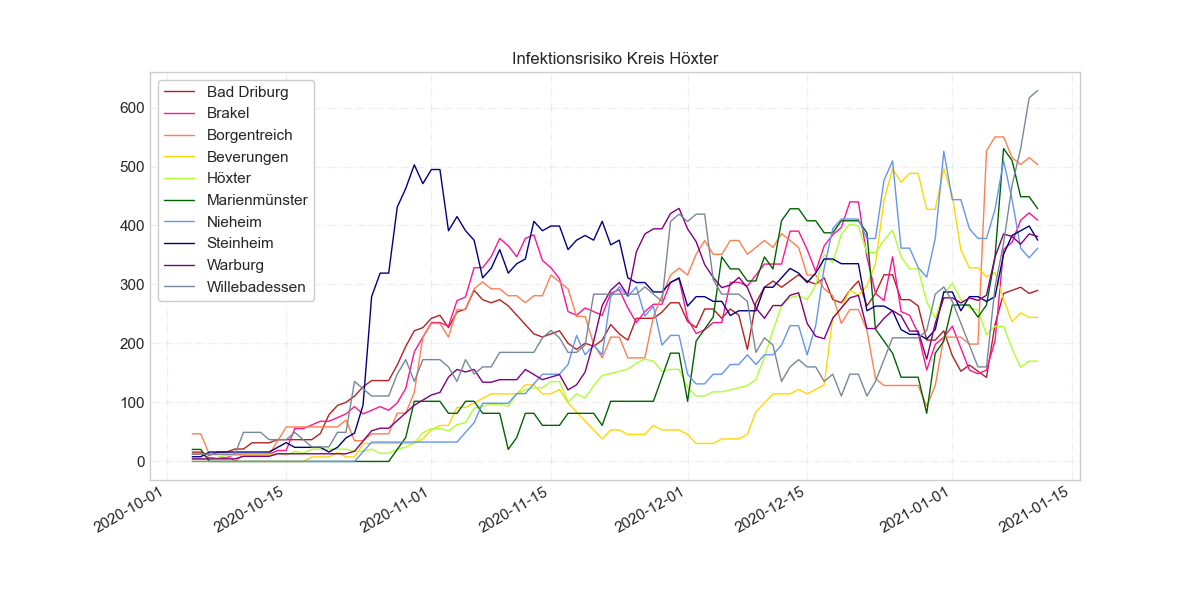 Infektionsrisiko Kreis Höxter
Bad Driburg
Brakel
Borgentreich
Beverungen
Höxter
Marienmünster
Nieheim
Steinheim
Warburg
Willebadessen
600
500
400
300
200
100
0
2020-10-01
2020-10-15
2020-11-01
2020-11-15
2020-12-01
2020-12-15
2021-01-01
2021-01-15